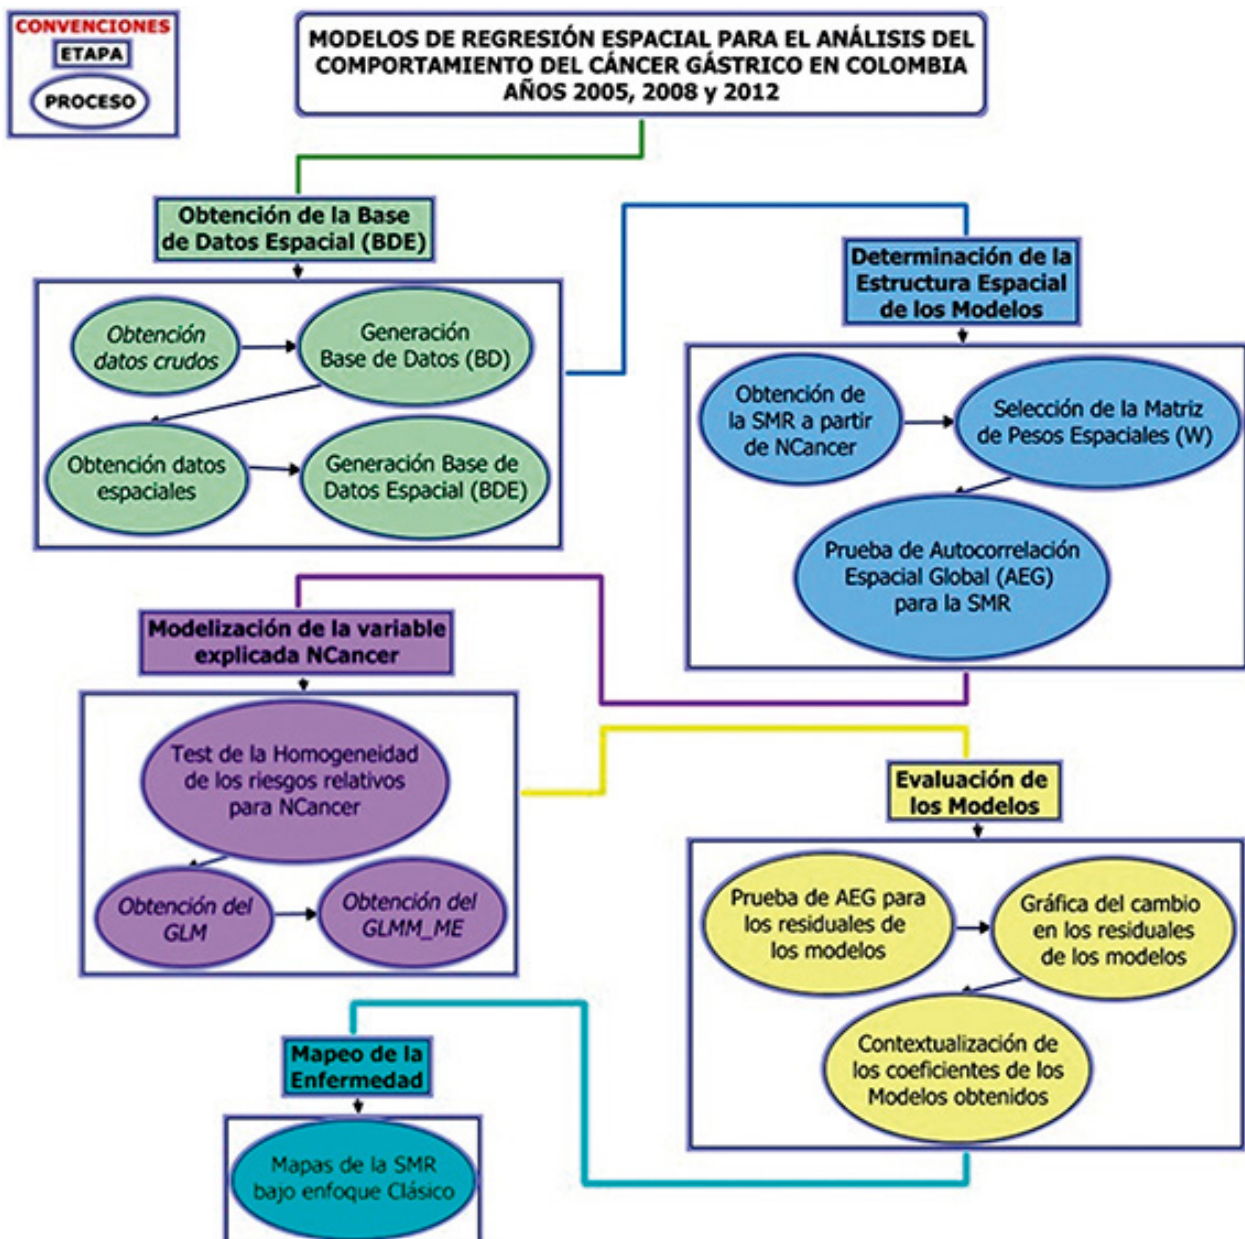 CONVENCIONES
ETAPA
PROCESO
MODELOS DE REGRESIÓN ESPACIAL PARA EL ANÁLISIS DEL
COMPORTAMIENTO DEL CÁNCER GÁSTRICO EN COLOMBIA
AÑOS 2005, 2008 y 2012
Obtención de la Base
de Datos Espacial (BDE)
Obtención
datos crudos
Generación
Base de Datos (BD)
Obtención datos
espaciales
Generación Base de
Datos Espacial (BDE)
Determinación de la
Estructura Espacial
de los Modelos
Obtención de
la SMR a partir
de NCancer
Selección de la Matriz
de Pesos Espaciales (W)
Prueba de Autocorrelación
Espacial Global (AEG)
para la SMR
Modelización de la variable
explicada NCancer
Test de la Homogeneidad
de los riesgos relativos
para NCancer
Obtención del
GLM
Obtención del
GLMM_ME
Evaluación de
los Modelos
Prueba de AEG para
los residuales de
los modelos
Gráfica del cambio
en los residuales
de los modelos
Contextualización de
los coeficientes de los
Modelos obtenidos
Mapeo de la
Enfermedad
Mapas de la SMR
bajo enfoque Clásico